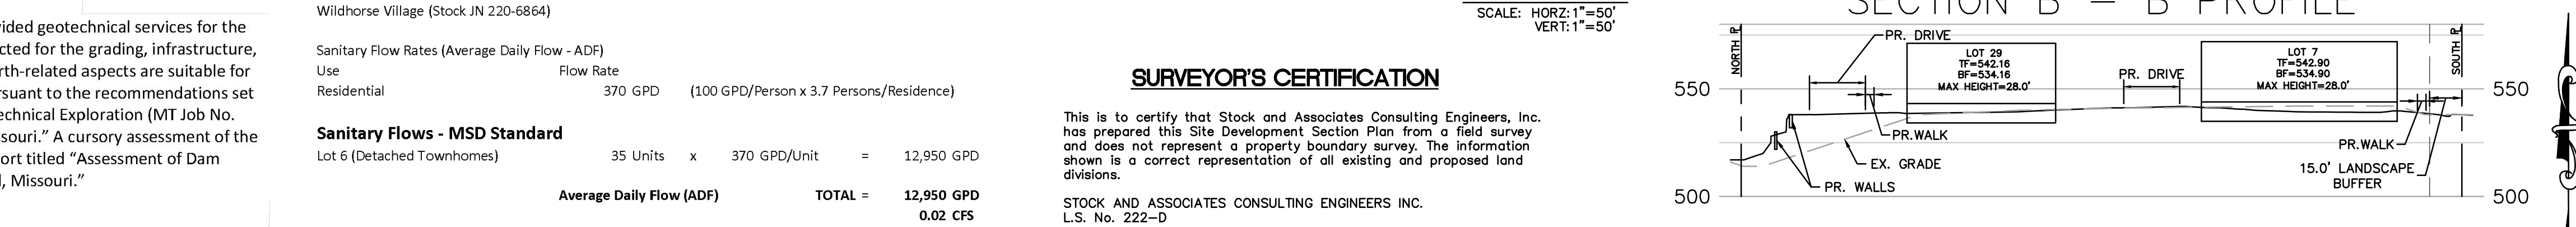 vided geotechnical services for the
cted for the grading, infrastructure,
rth-related aspects are suitable for
rsuant to the recommendations set
echnical Exploration (MT Job No.
ssouri.” A cursory assessment of the
ort titled “Assessment of Dam
l, Missouri.”
Wildhorse Village (Stock JN 220-6864)
Sanitary Flow Rates (Average Daily Flow - ADF)
Use Flow Rate
Residential 370 GPD (100 GPD/Person x 3.7 Persons/Residence)
Sanitary Flows - MSD Standard
Lot 6 (Detached Townhomes) 35 Units x 370 GPD/Unit = 12,950 GPD
Average Daily Flow (ADF) TOTAL = 12,950 GPD
0.02 CFS
SCALE: HORZ: 1"=50'
VERT: 1"=50'
SURVEYOR'S CERTIFICATION
This is to certify that Stock and Associates Consulting Engineers, Inc.
has prepared this Site Development Section Plan from a field survey
and does not represent a property boundary survey. The information
shown is a correct representation of all existing and proposed land
divisions.
STOCK AND ASSOCIATES CONSULTING ENGINEERS INC.
L.S. No. 222-D
SECTION B - B PROFILE
NORTH
PR. DRIVE
LOT 29
TF=542.16
BF=534.16
MAX HEIGHT=28.0'
PR. DRIVE
LOT 7
TF=542.90
BF=534.90
MAX HEIGHT=28.0'
SOUTH
550
550
PR.WALK
PR.WALK
EX. GRADE
15.0' LANDSCAPE
BUFFER
PR. WALLS
500
500